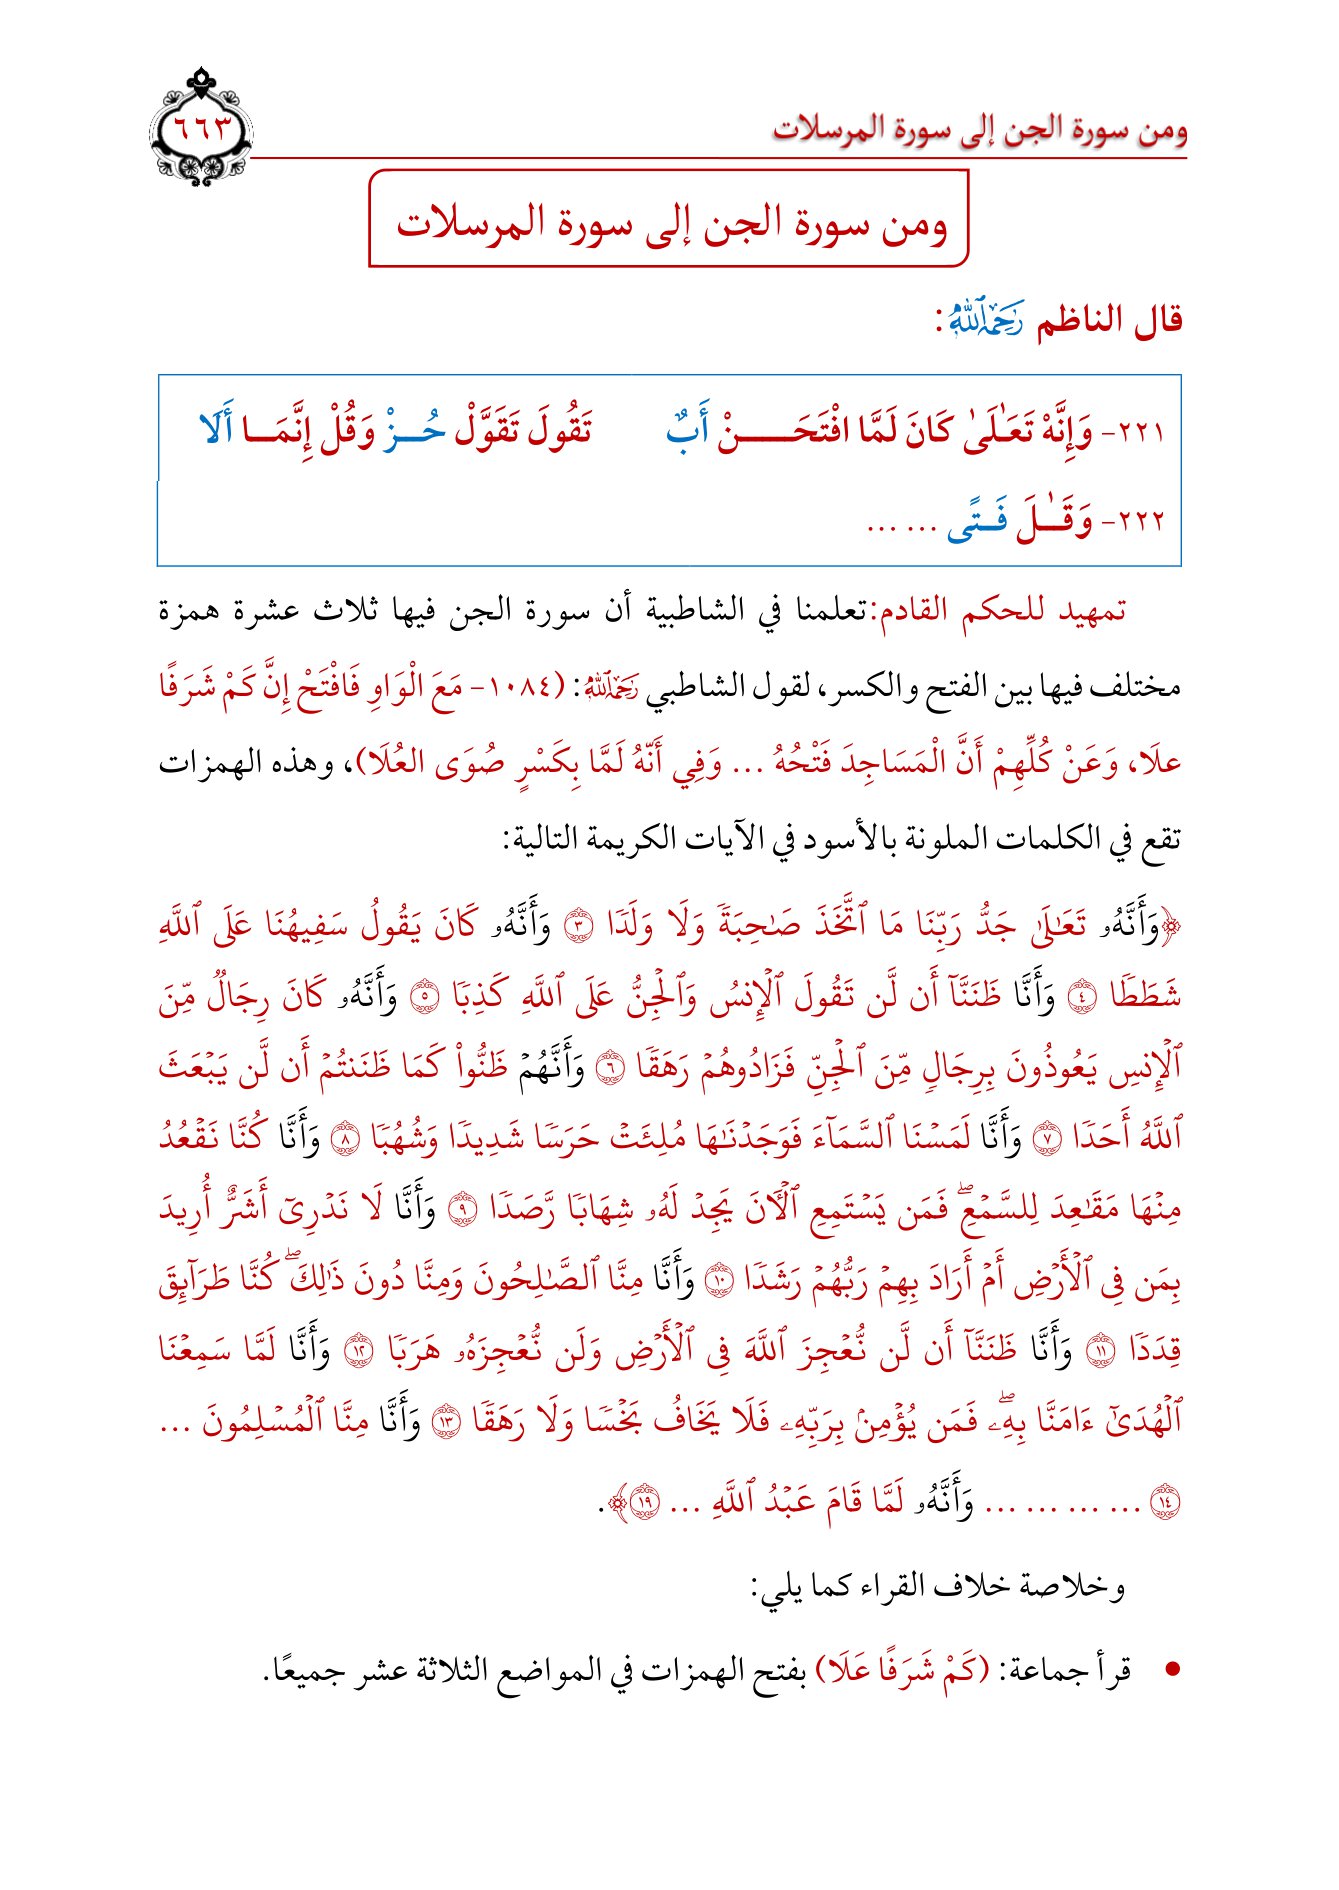 ومن سورة الجن إلى سورة المرسلات
٦٦٣
ومن سورة الجن إلى سورة المرسلات
قال الناظم رَحِمَهُ ٱللَّهُ:
٢٢١- وَإِنَّهْ تَعَـٰلَىٰ كَانَ لَمَّا افْتَحَـــــنْ أَبٌ تَقُولَ تَقَوَّلْ حُـــزْ وَقُلْ إِنَّمَـــا أَلَا
٢٢٢- وَقَـــٰلَ فَــتًى ... ...
تمهيد للحكم القادم:تعلمنا في الشاطبية أن سورة الجن فيها ثلاث عشرة همزة
مختلف فيها بين الفتح والكسر، لقول الشاطبي رَحِمَهُ ٱللَّهُ: (١٠٨٤- مَعَ الْوَاوِ فَافْتَحْ إِنَّ كَمْ شَرَفًا
علَا، وَعَنْ كُلِّهِمْ أَنَّ الْمَسَاجِدَ فَتْحُهُ ... وَفِي أَنَّهُ لَمَّا بِكَسْرٍ صُوَى العُلَا)، وهذه الهمزات
تقع في الكلمات الملونة بالأسود في الآيات الكريمة التالية:
﴿وَأَنَّهُۥ تَعَٰلَىٰ جَدُّ رَبِّنَا مَا ٱتَّخَذَ صَٰحِبَةٗ وَلَا وَلَدٗا ٣ وَأَنَّهُۥ كَانَ يَقُولُ سَفِيهُنَا عَلَى ٱللَّهِ
شَطَطٗا ٤ وَأَنَّا ظَنَنَّآ أَن لَّن تَقُولَ ٱلۡإِنسُ وَٱلۡجِنُّ عَلَى ٱللَّهِ كَذِبٗا ٥ وَأَنَّهُۥ كَانَ رِجَالٞ مِّنَ
ٱلۡإِنسِ يَعُوذُونَ بِرِجَالٖ مِّنَ ٱلۡجِنِّ فَزَادُوهُمۡ رَهَقٗا ٦ وَأَنَّهُمۡ ظَنُّواْ كَمَا ظَنَنتُمۡ أَن لَّن يَبۡعَثَ
ٱللَّهُ أَحَدٗا ٧ وَأَنَّا لَمَسۡنَا ٱلسَّمَآءَ فَوَجَدۡنَٰهَا مُلِئَتۡ حَرَسٗا شَدِيدٗا وَشُهُبٗا ٨ وَأَنَّا كُنَّا نَقۡعُدُ
مِنۡهَا مَقَٰعِدَ لِلسَّمۡعِۖ فَمَن يَسۡتَمِعِ ٱلۡأٓنَ يَجِدۡ لَهُۥ شِهَابٗا رَّصَدٗا ٩ وَأَنَّا لَا نَدۡرِيٓ أَشَرٌّ أُرِيدَ
بِمَن فِي ٱلۡأَرۡضِ أَمۡ أَرَادَ بِهِمۡ رَبُّهُمۡ رَشَدٗا ١٠ وَأَنَّا مِنَّا ٱلصَّٰلِحُونَ وَمِنَّا دُونَ ذَٰلِكَۖ كُنَّا طَرَآئِقَ
قِدَدٗا ١١ وَأَنَّا ظَنَنَّآ أَن لَّن نُّعۡجِزَ ٱللَّهَ فِي ٱلۡأَرۡضِ وَلَن نُّعۡجِزَهُۥ هَرَبٗا ١٢ وَأَنَّا لَمَّا سَمِعۡنَا
ٱلۡهُدَىٰٓ ءَامَنَّا بِهِۦۖ فَمَن يُؤۡمِنۢ بِرَبِّهِۦ فَلَا يَخَافُ بَخۡسٗا وَلَا رَهَقٗا ١٣ وَأَنَّا مِنَّا ٱلۡمُسۡلِمُونَ ...
١٤ ... ... ... ... وَأَنَّهُۥ لَمَّا قَامَ عَبۡدُ ٱللَّهِ ... ١٩﴾.
وخلاصة خلاف القراء كما يلي:
• قرأ جماعة: (كَمْ شَرَفًا عَلَا) بفتح الهمزات في المواضع الثلاثة عشر جميعًا.